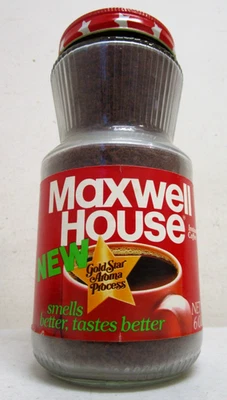 Maxwell
House
NEW
Gold Star
Aroma
Process
smells
better, tastes better